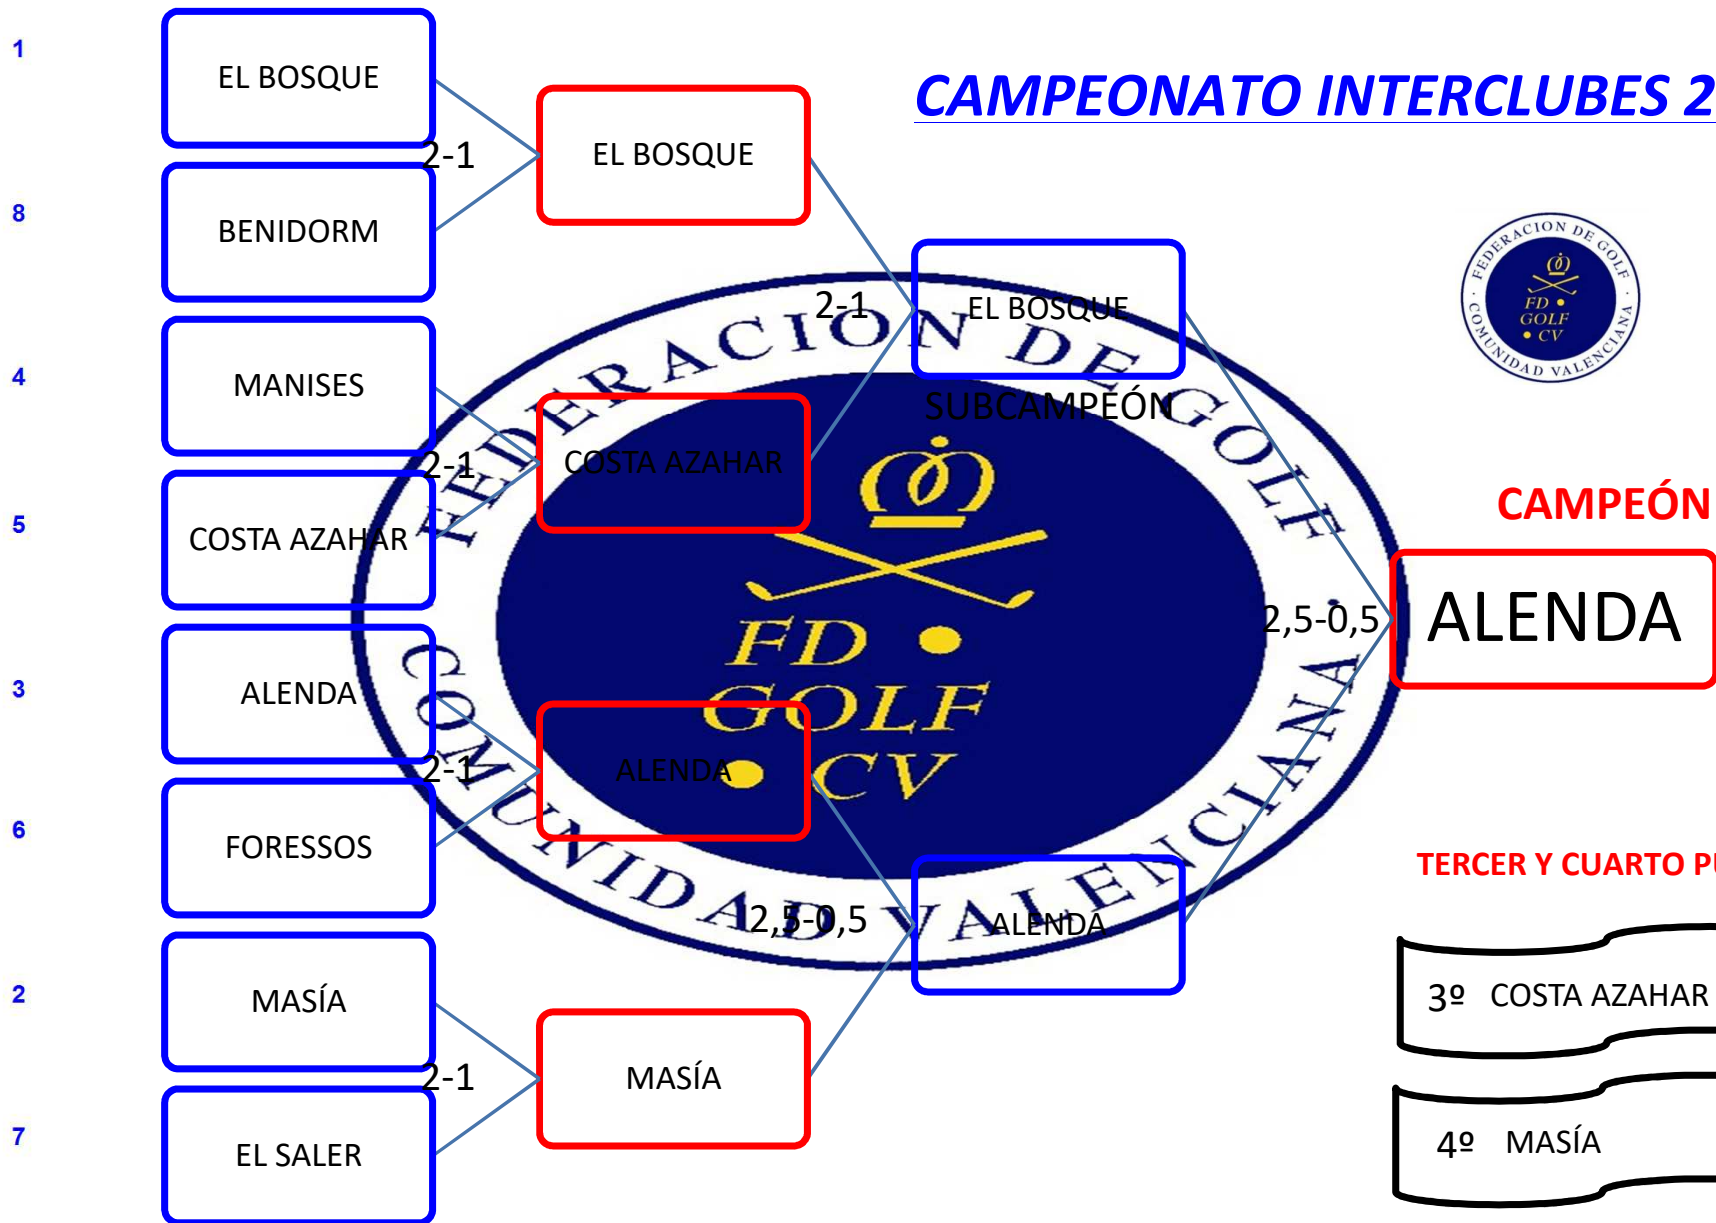 CAMPEONATO INTERCLUBES 2
1
EL BOSQUE
2-1
8
BENIDORM
4
MANISES
2-1
5
COSTA AZAHAR
3
ALENDA
2-1
6
FORESSOS
2
MASÍA
2-1
7
EL SALER
EL BOSQUE
2-1
COSTA AZAHAR
ALENDA
2,5-0,5
MASÍA
EL BOSQUE
SUBCAMPEÓN
ALENDA
2,5-0,5
CAMPEÓN
ALENDA
TERCER Y CUARTO
3º COSTA AZAHAR
4º MASÍA
FEDERACION DE GOLF
COMUNIDAD VALENCIANA
FD
GOLF
CV
FEDERACION DE GOLF
COMUNIDAD VALENCIANA
FD
GOLF
CV